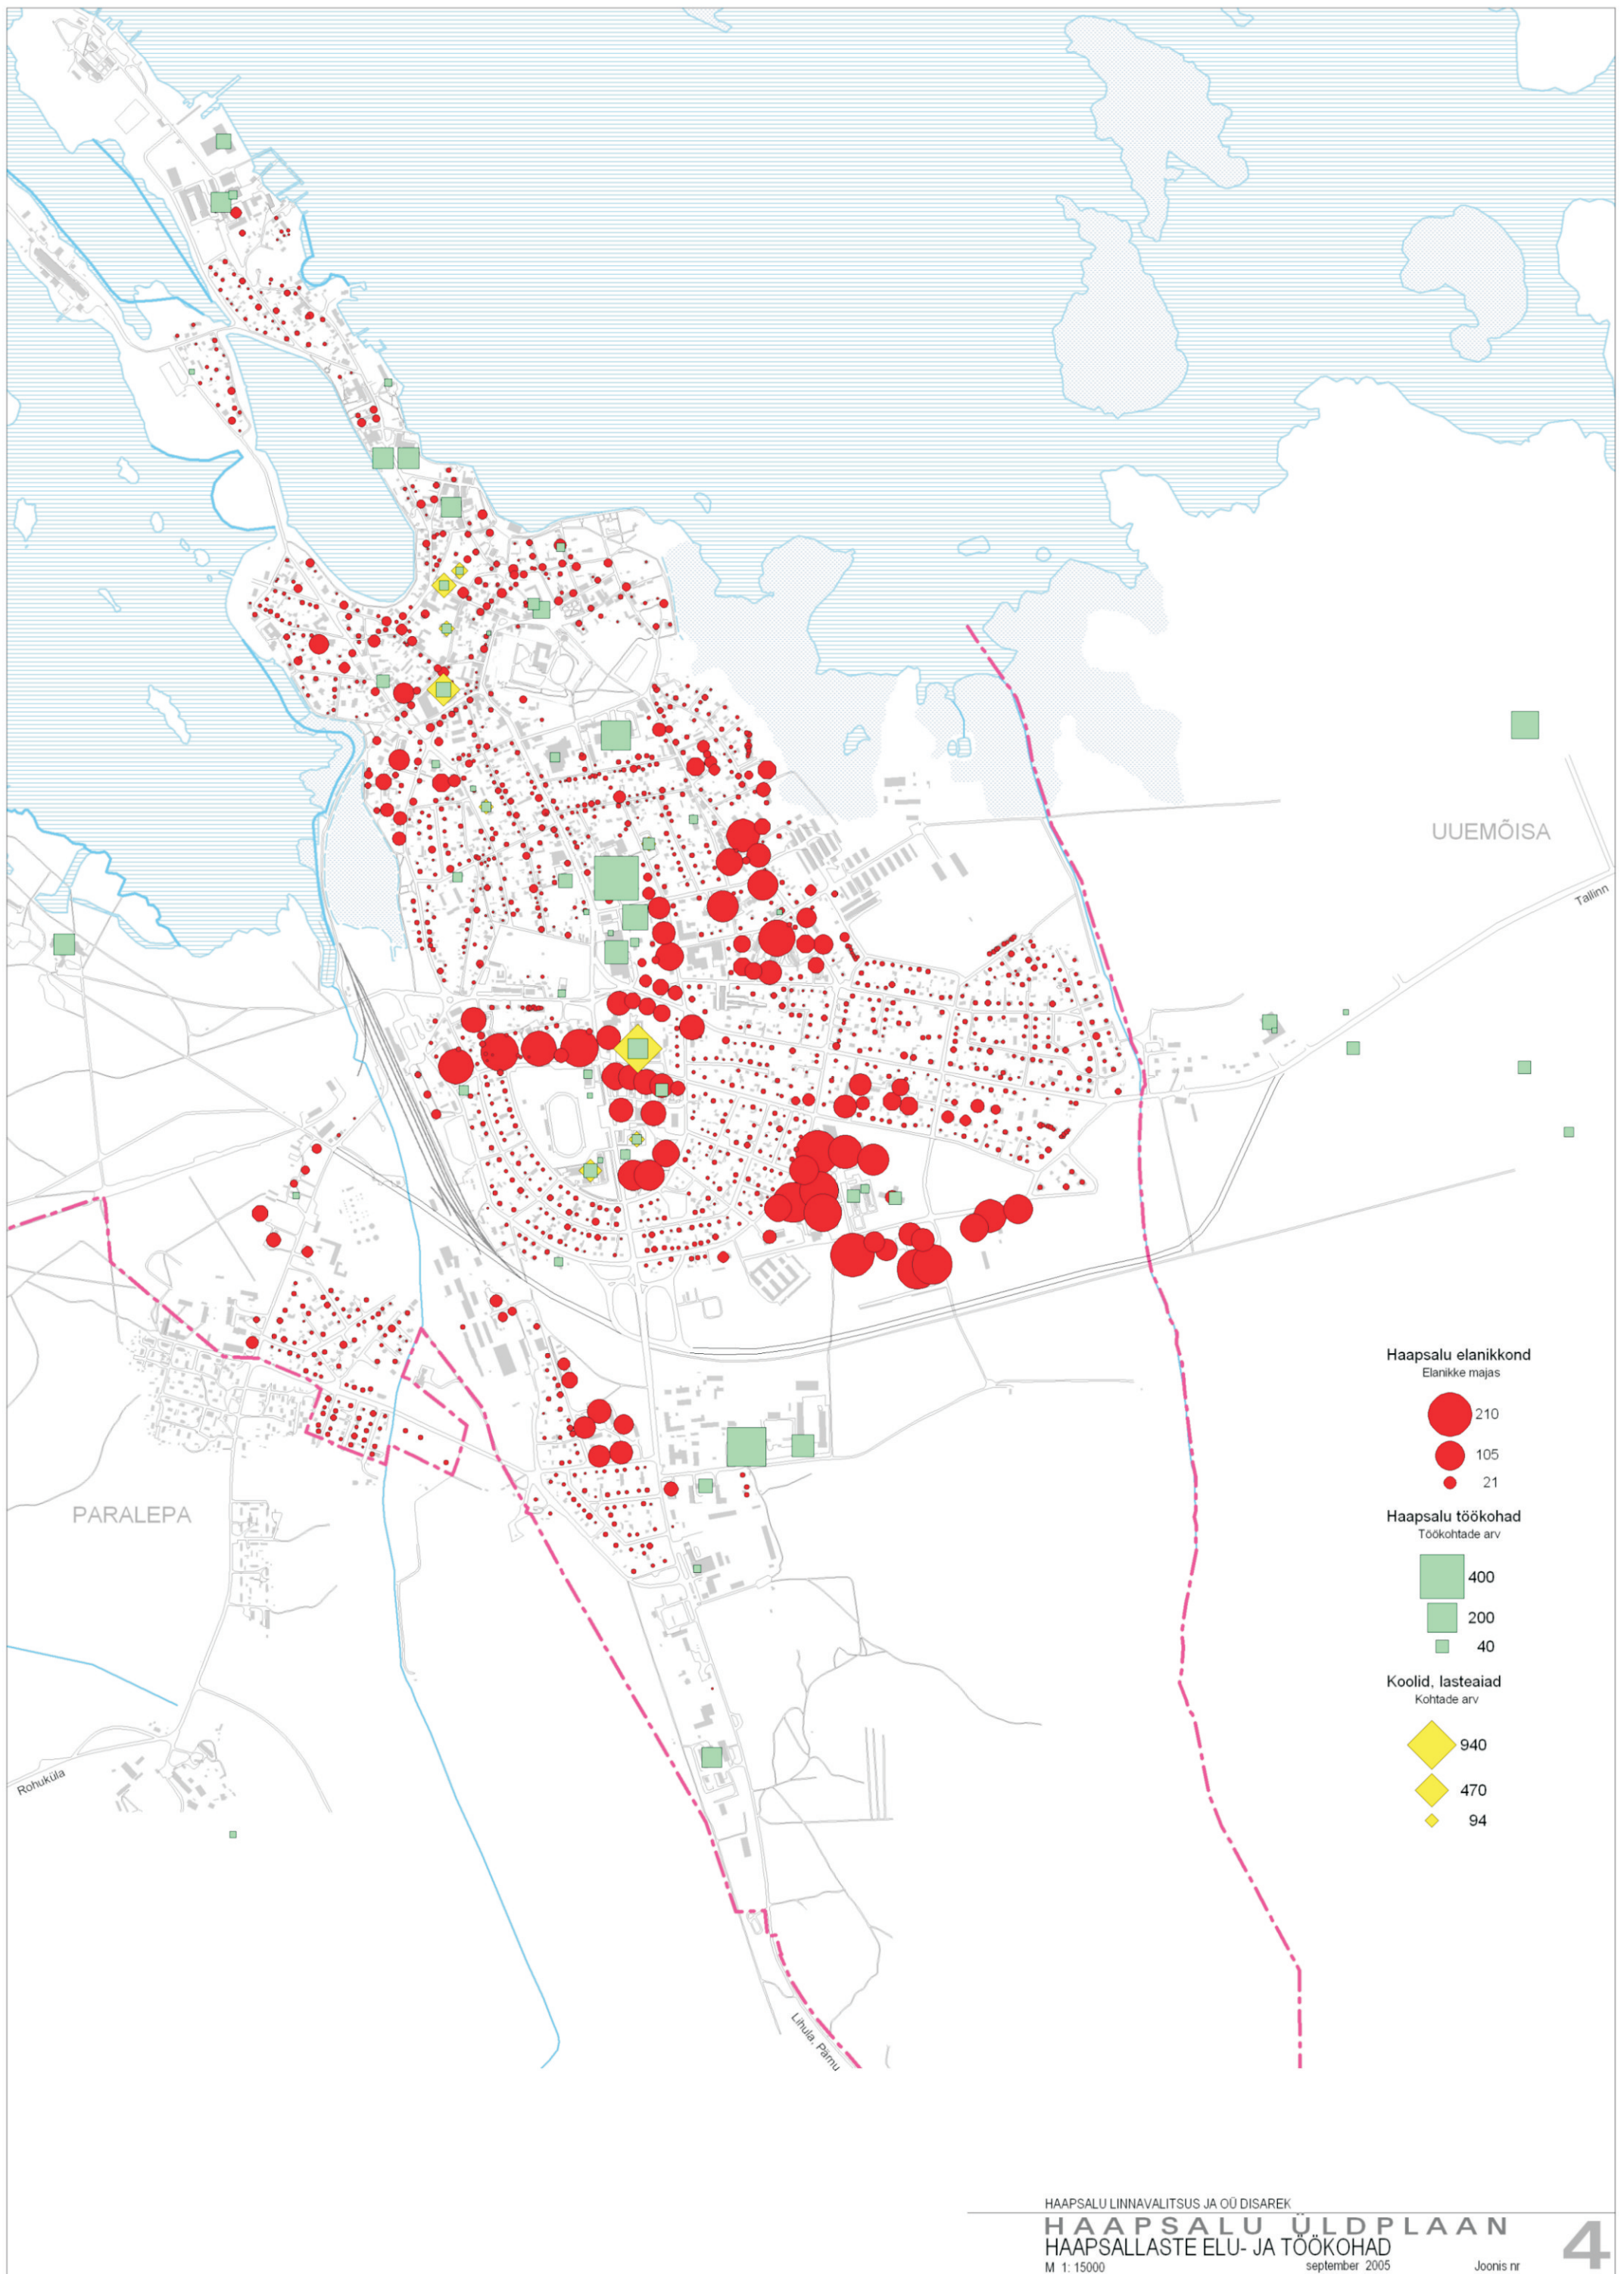 UUEMÕISA
Tallinn
Haapsalu elanikkond
Elanikke majas
210
105
21
PARALEPA
Haapsalu töökohad
Töökohtade arv
400
200
40
Koolid, lasteaiad
Kohtade arv
940
470
94
Rohuküla
Lihula, Pärnu
HAAPSALU LINNAVALITSUS JA OÜ DISAREK
HAAPSALU ÜLDPLAAN
HAAPSALLASTE ELU- JA TÖÖKOHAD
M 1: 15000 september 2005 Joonis nr 4